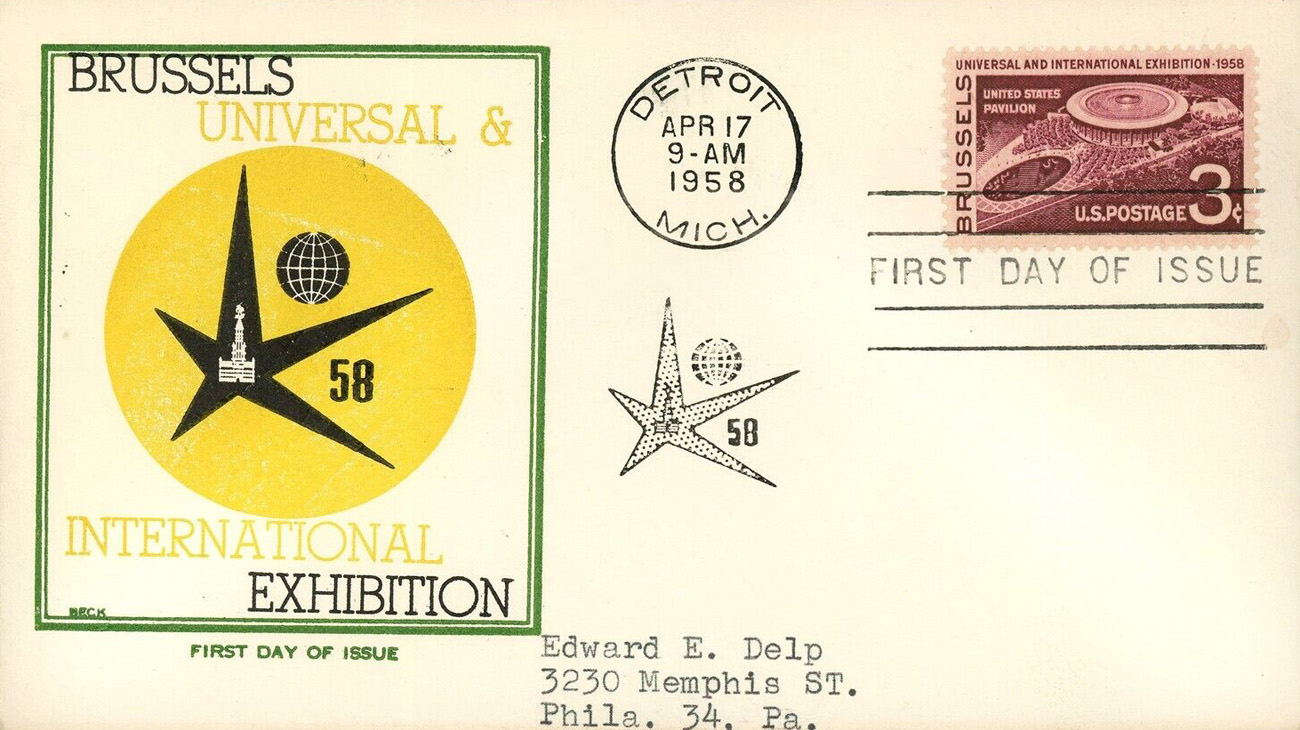 BRUSSELS
UNIVERSAL &
58
INTERNATIONAL
EXHIBITION
BECK
FIRST DAY OF ISSUE
DETROIT
APR 17
9-AM
1958
MICH.
58
UNIVERSAL AND INTERNATIONAL EXHIBITION·1958
UNITED STATES
PAVILION
BRUSSELS
U.S.POSTAGE 3¢
FIRST DAY OF ISSUE
Edward E. Delp
3230 Memphis ST.
Phila. 34, Pa.